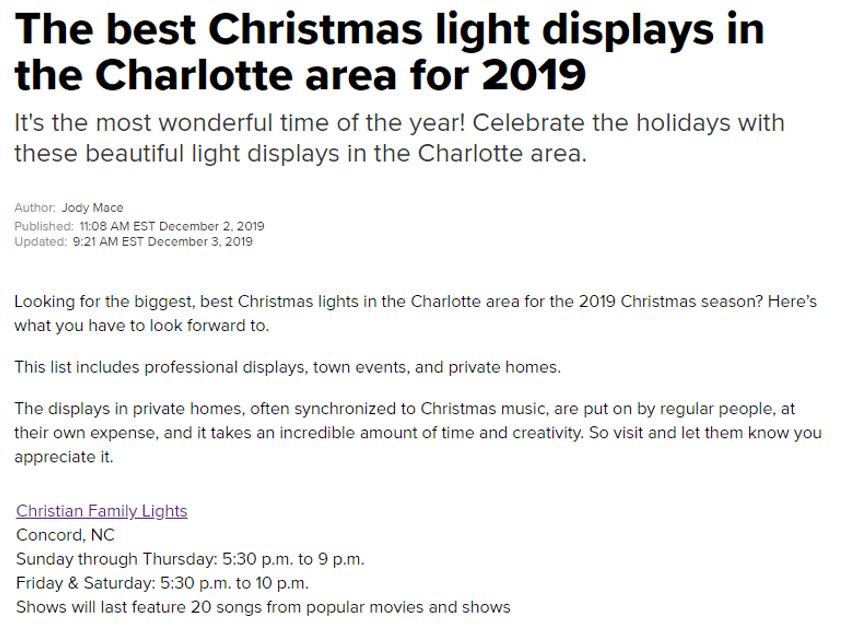 The best Christmas light displays in
the Charlotte area for 2019
It's the most wonderful time of the year! Celebrate the holidays with
these beautiful light displays in the Charlotte area.
Author: Jody Mace
Published: 11:08 AM EST December 2, 2019
Updated: 9:21 AM EST December 3, 2019
Looking for the biggest, best Christmas lights in the Charlotte area for the 2019 Christmas season? Here's
what you have to look forward to.
This list includes professional displays, town events, and private homes.
The displays in private homes, often synchronized to Christmas music, are put on by regular people, at
their own expense, and it takes an incredible amount of time and creativity. So visit and let them know you
appreciate it.
Christian Family Lights
Concord, NC
Sunday through Thursday: 5:30 p.m. to 9 p.m.
Friday & Saturday: 5:30 p.m. to 10 p.m.
Shows will last feature 20 songs from popular movies and shows